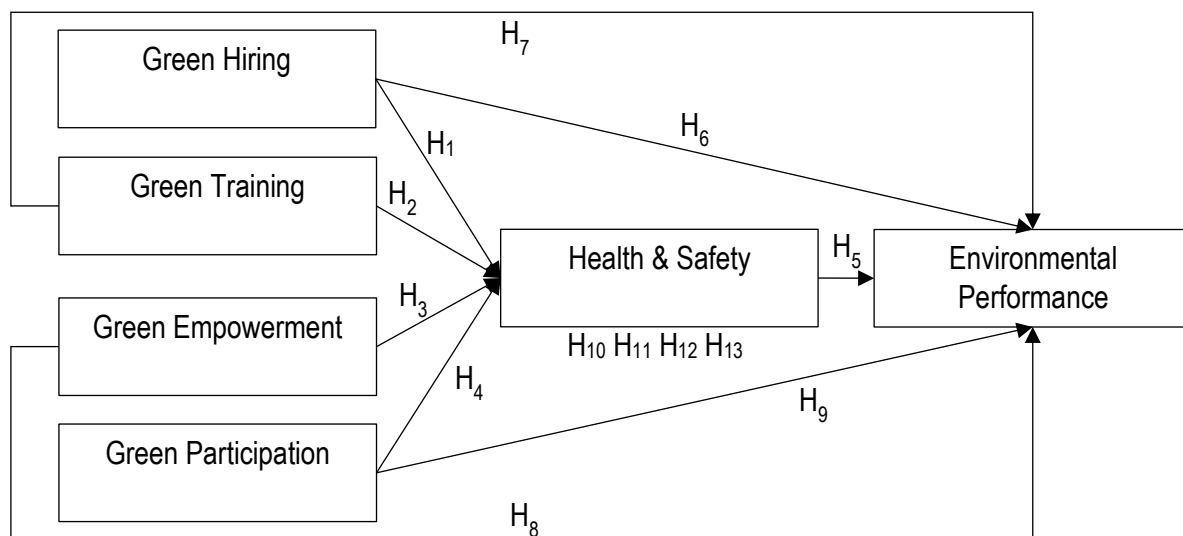 H7
Green Hiring
H6
H1
Green Training
H2
Health & Safety
H5
Environmental
Performance
H3
Green Empowerment
H10 H11 H12 H13
H4
H9
Green Participation
H8